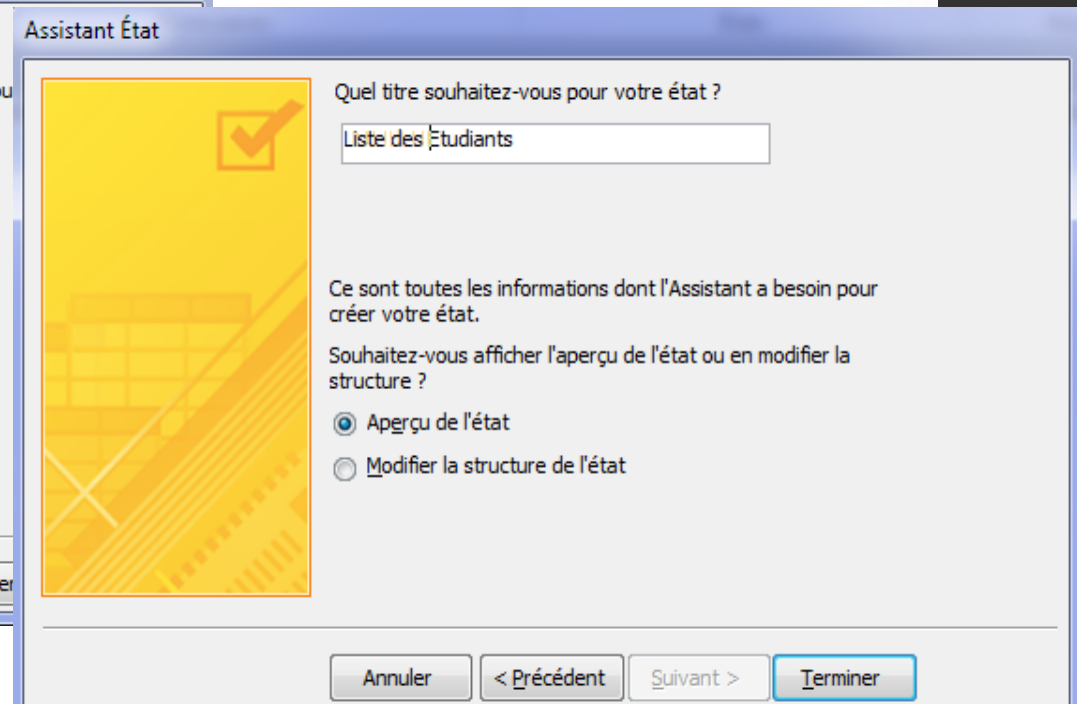 Assistant État
Quel titre souhaitez-vous pour votre état ?
Liste des Etudiants
Ce sont toutes les informations dont l'Assistant a besoin pour
créer votre état.
Souhaitez-vous afficher l'aperçu de l'état ou en modifier la
structure ?
Aperçu de l'état
Modifier la structure de l'état
Annuler
< Précédent
Suivant >
Terminer